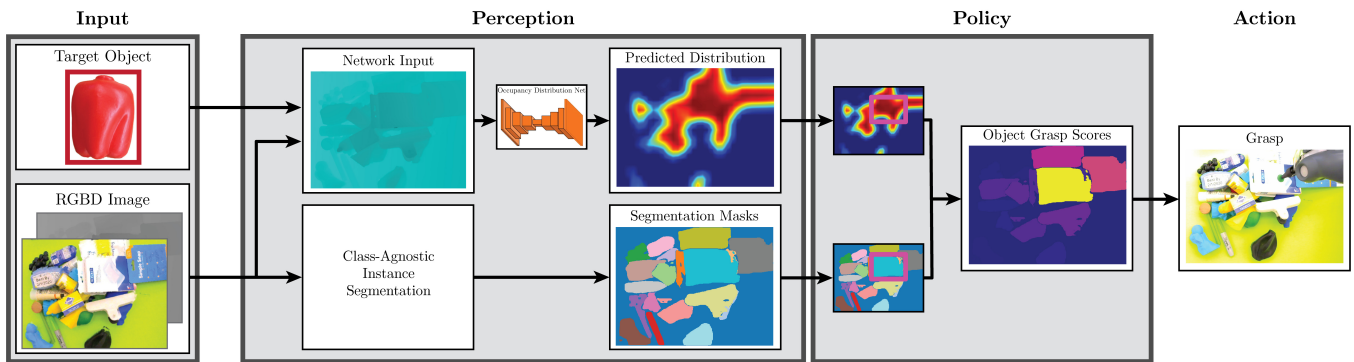 Input
Perception
Policy
Action
Target Object
Network Input
Occupancy Distribution Net
Predicted Distribution
Object Grasp Scores
Grasp
RGBD Image
Class-Agnostic
Instance
Segmentation
Segmentation Masks